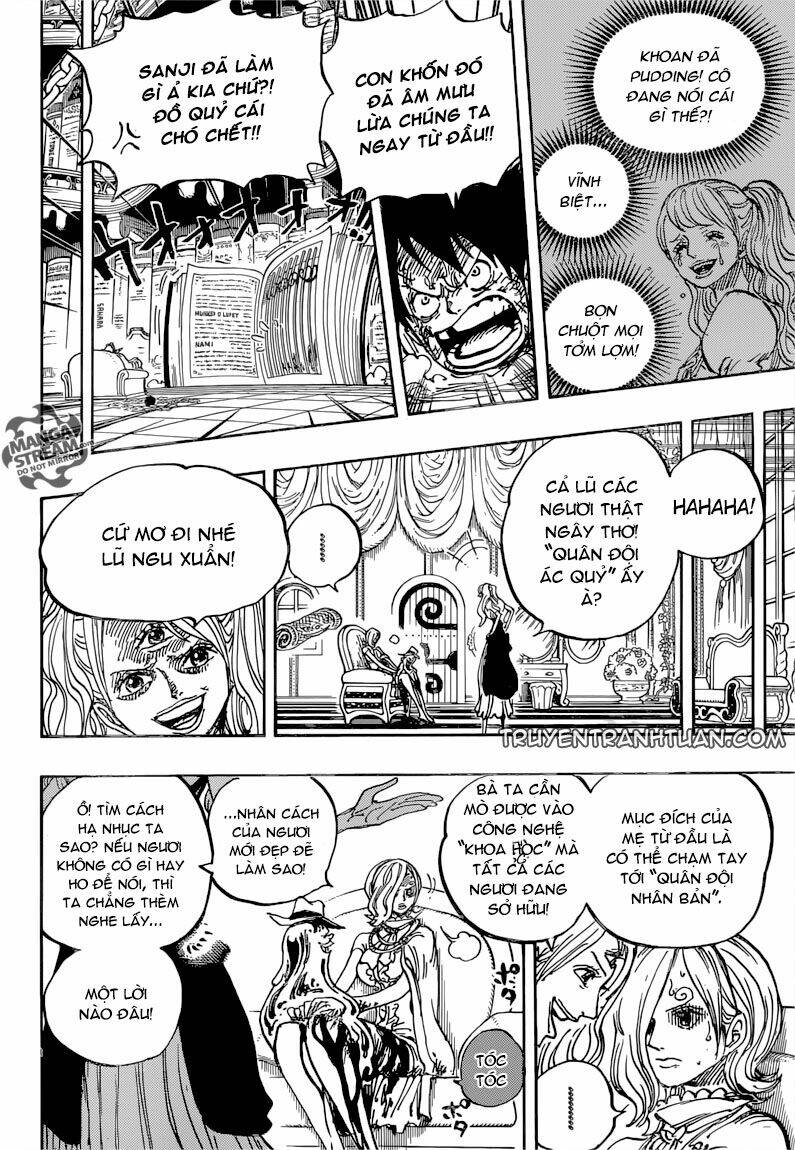 KHOAN ĐÃ
PUDDING! CÔ
ĐANG NÓI CÁI
GÌ THẾ?!
VĨNH
BIỆT...
BỌN
CHUỘT MỌI
TỞM LỢM!
CON KHỐN ĐÓ
ĐÃ ÂM MƯU
LỪA CHÚNG TA
NGAY TỪ ĐẦU!!
SANJI ĐÃ LÀM
GÌ Ả KIA CHỨ?!
ĐỒ QUỶ CÁI
CHÓ CHẾT!!
SAHARA
MUNKED D LUFFY
NAMI
MANGA
STREAM.com
DO NOT MIRROR!
HAHAHA!
CẢ LŨ CÁC
NGƯƠI THẬT
NGÂY THƠ!
"QUÂN ĐỘI
ÁC QUỶ" ẤY
À?
CỨ MƠ ĐI NHÉ
LŨ NGU XUẨN!
TRUYENTRANHTUAN.COM
MỤC ĐÍCH CỦA
MẸ TỪ ĐẦU LÀ
CÓ THỂ CHẠM TAY
TỚI "QUÂN ĐỘI
NHÂN BẢN".
BÀ TA CẦN
MÒ ĐƯỢC VÀO
CÔNG NGHỆ
"KHOA HỌC" MÀ
TẤT CẢ CÁC
NGƯƠI ĐANG
SỞ HỮU!
...NHÂN CÁCH
CỦA NGƯƠI
MỚI ĐẸP ĐẼ
LÀM SAO!
TÓC
TÓC
Ồ! TÌM CÁCH
HẠ NHỤC TA
SAO? NẾU NGƯƠI
KHÔNG CÓ GÌ HAY
HO ĐỂ NÓI, THÌ
TA CHẲNG THÈM
NGHE LẤY...
MỘT LỜI
NÀO ĐÂU!